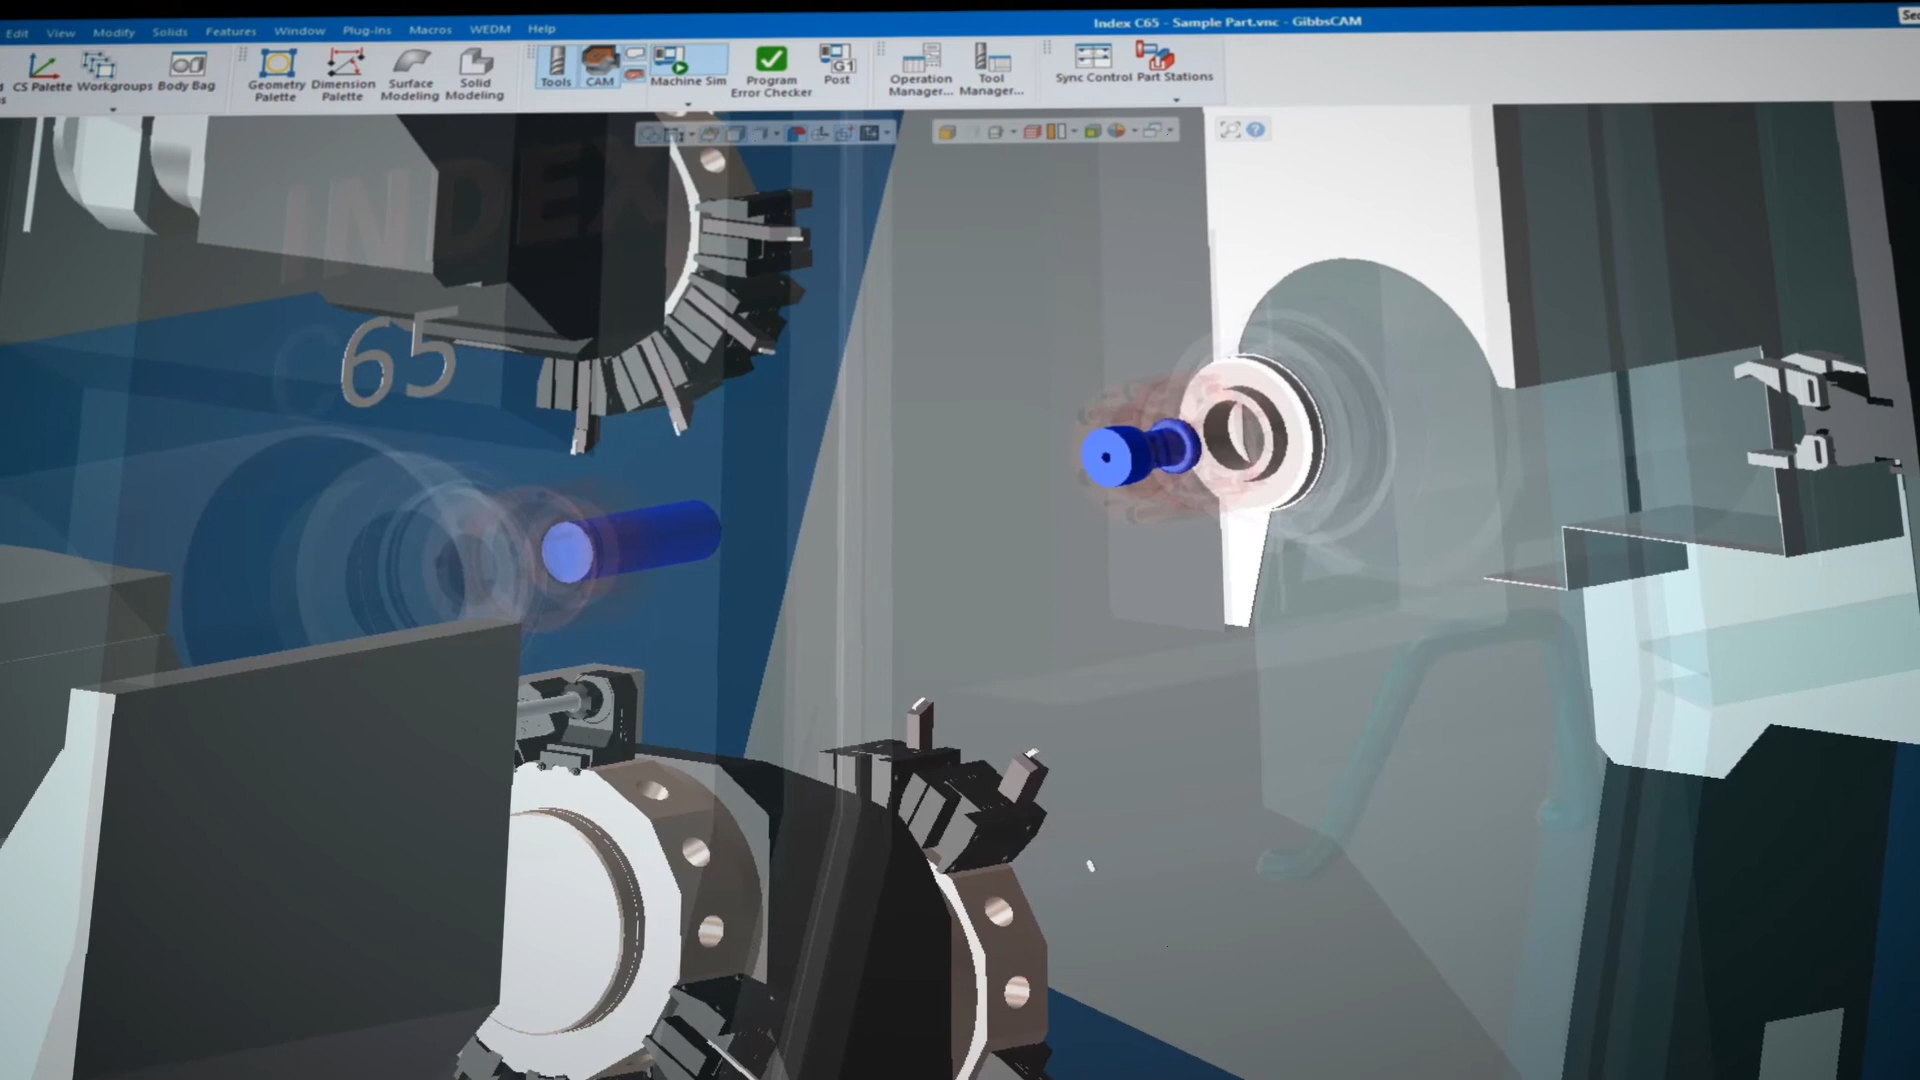 Index C65 - Sample Part.vnc - GibbsCAM
Edit View Modify Solids Features Window Plug-Ins Macros WEDM Help
CS Palette Workgroups Body Bag
Geometry Palette
Dimension Palette
Surface Modeling
Solid Modeling
Tools CAM Machine Sim
Program Error Checker
Post
G1
Operation Manager...
Tool Manager...
Sync Control Part Stations
INDEX
C65